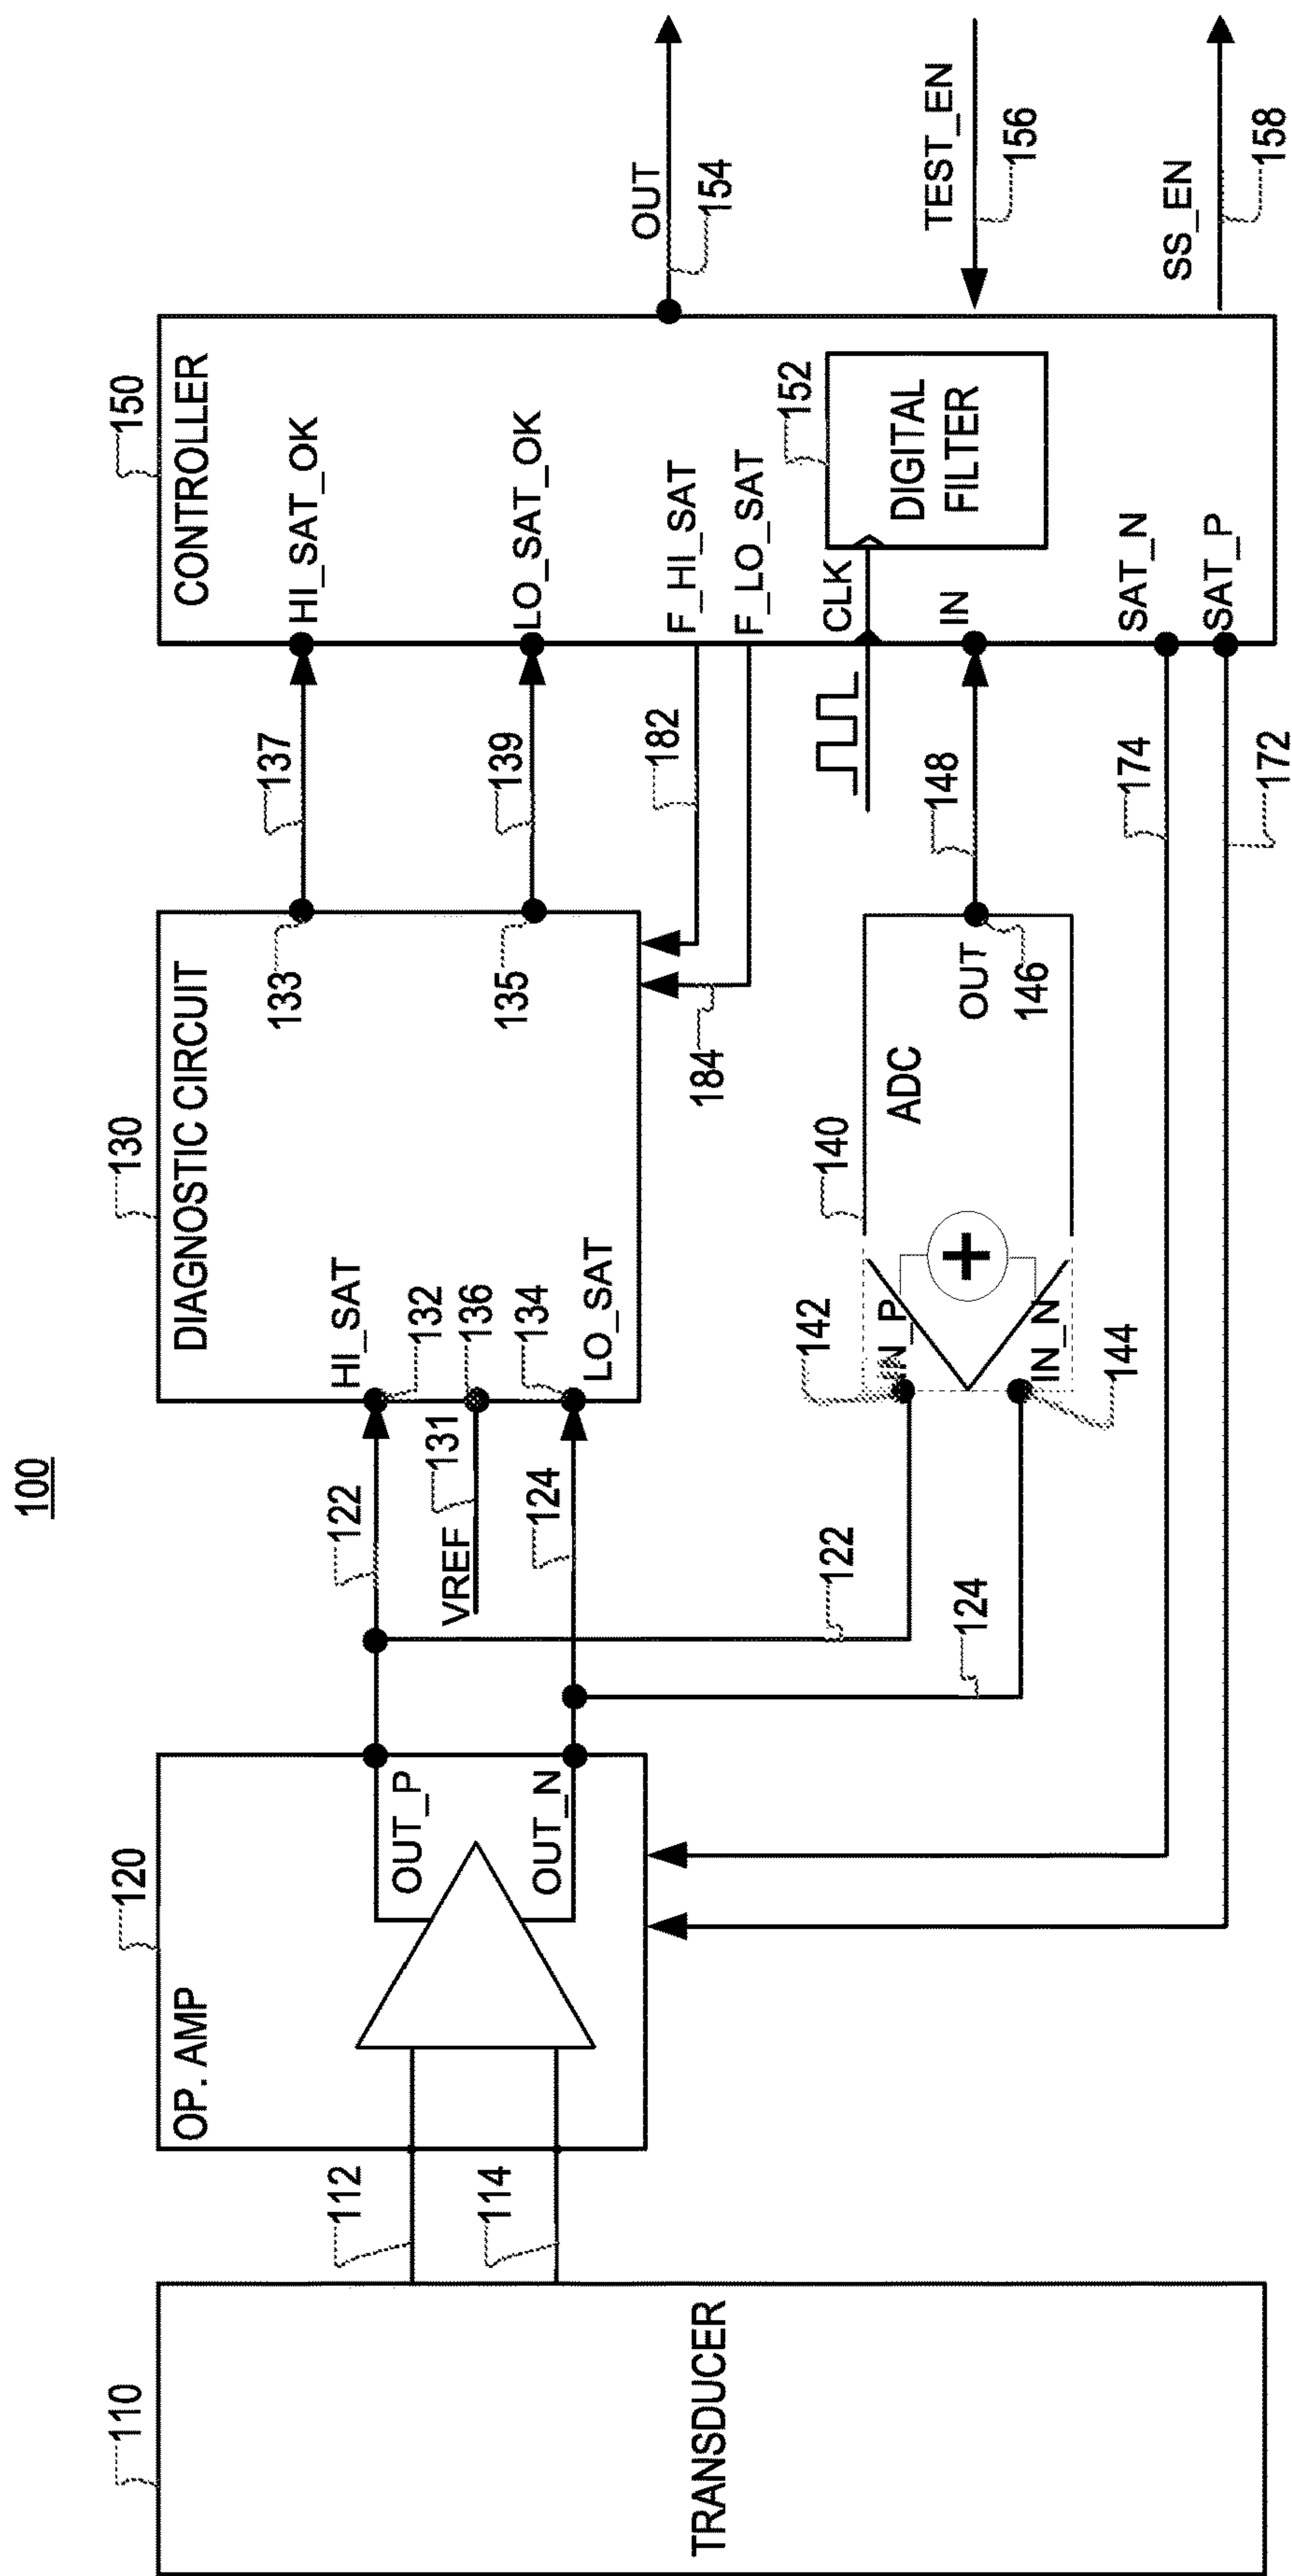 100
110
TRANSDUCER
112
114
120
OP. AMP
OUT_P
OUT_N
122
VREF
131
124
122
124
130
DIAGNOSTIC CIRCUIT
HI_SAT
132
136
134
LO_SAT
133
135
137
139
182
184
140
ADC
142
IN_P
IN_N
144
+
OUT
146
148
174
172
150
CONTROLLER
HI_SAT_OK
LO_SAT_OK
F_HI_SAT
F_LO_SAT
CLK
152
DIGITAL
FILTER
IN
SAT_N
SAT_P
OUT
154
TEST_EN
156
SS_EN
158